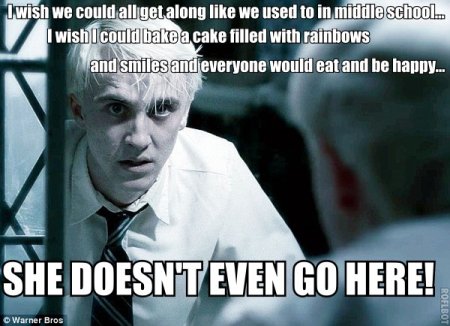 I wish we could all get along like we used to in middle school...
I wish I could bake a cake filled with rainbows
and smiles and everyone would eat and be happy...
SHE DOESN'T EVEN GO HERE!
© Warner Bros
ROFLBOT